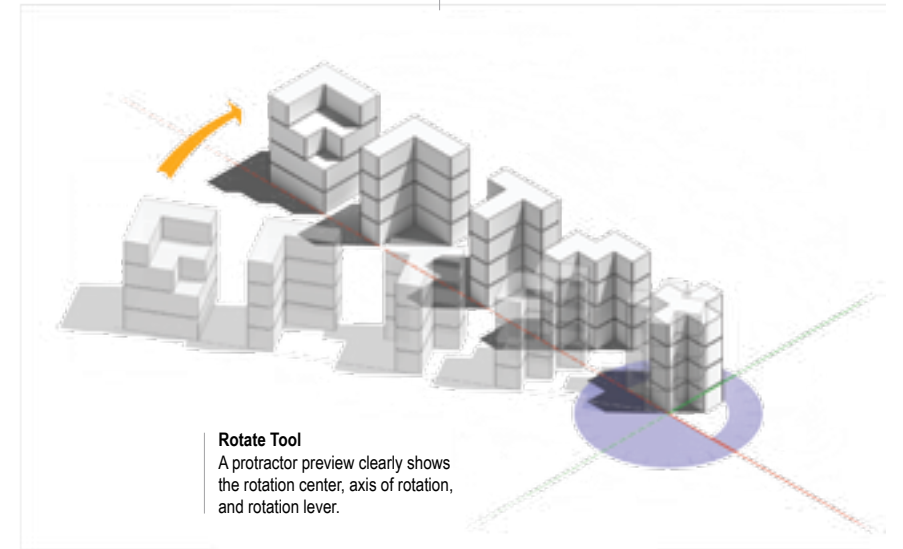 Rotate Tool
A protractor preview clearly shows
the rotation center, axis of rotation,
and rotation lever.